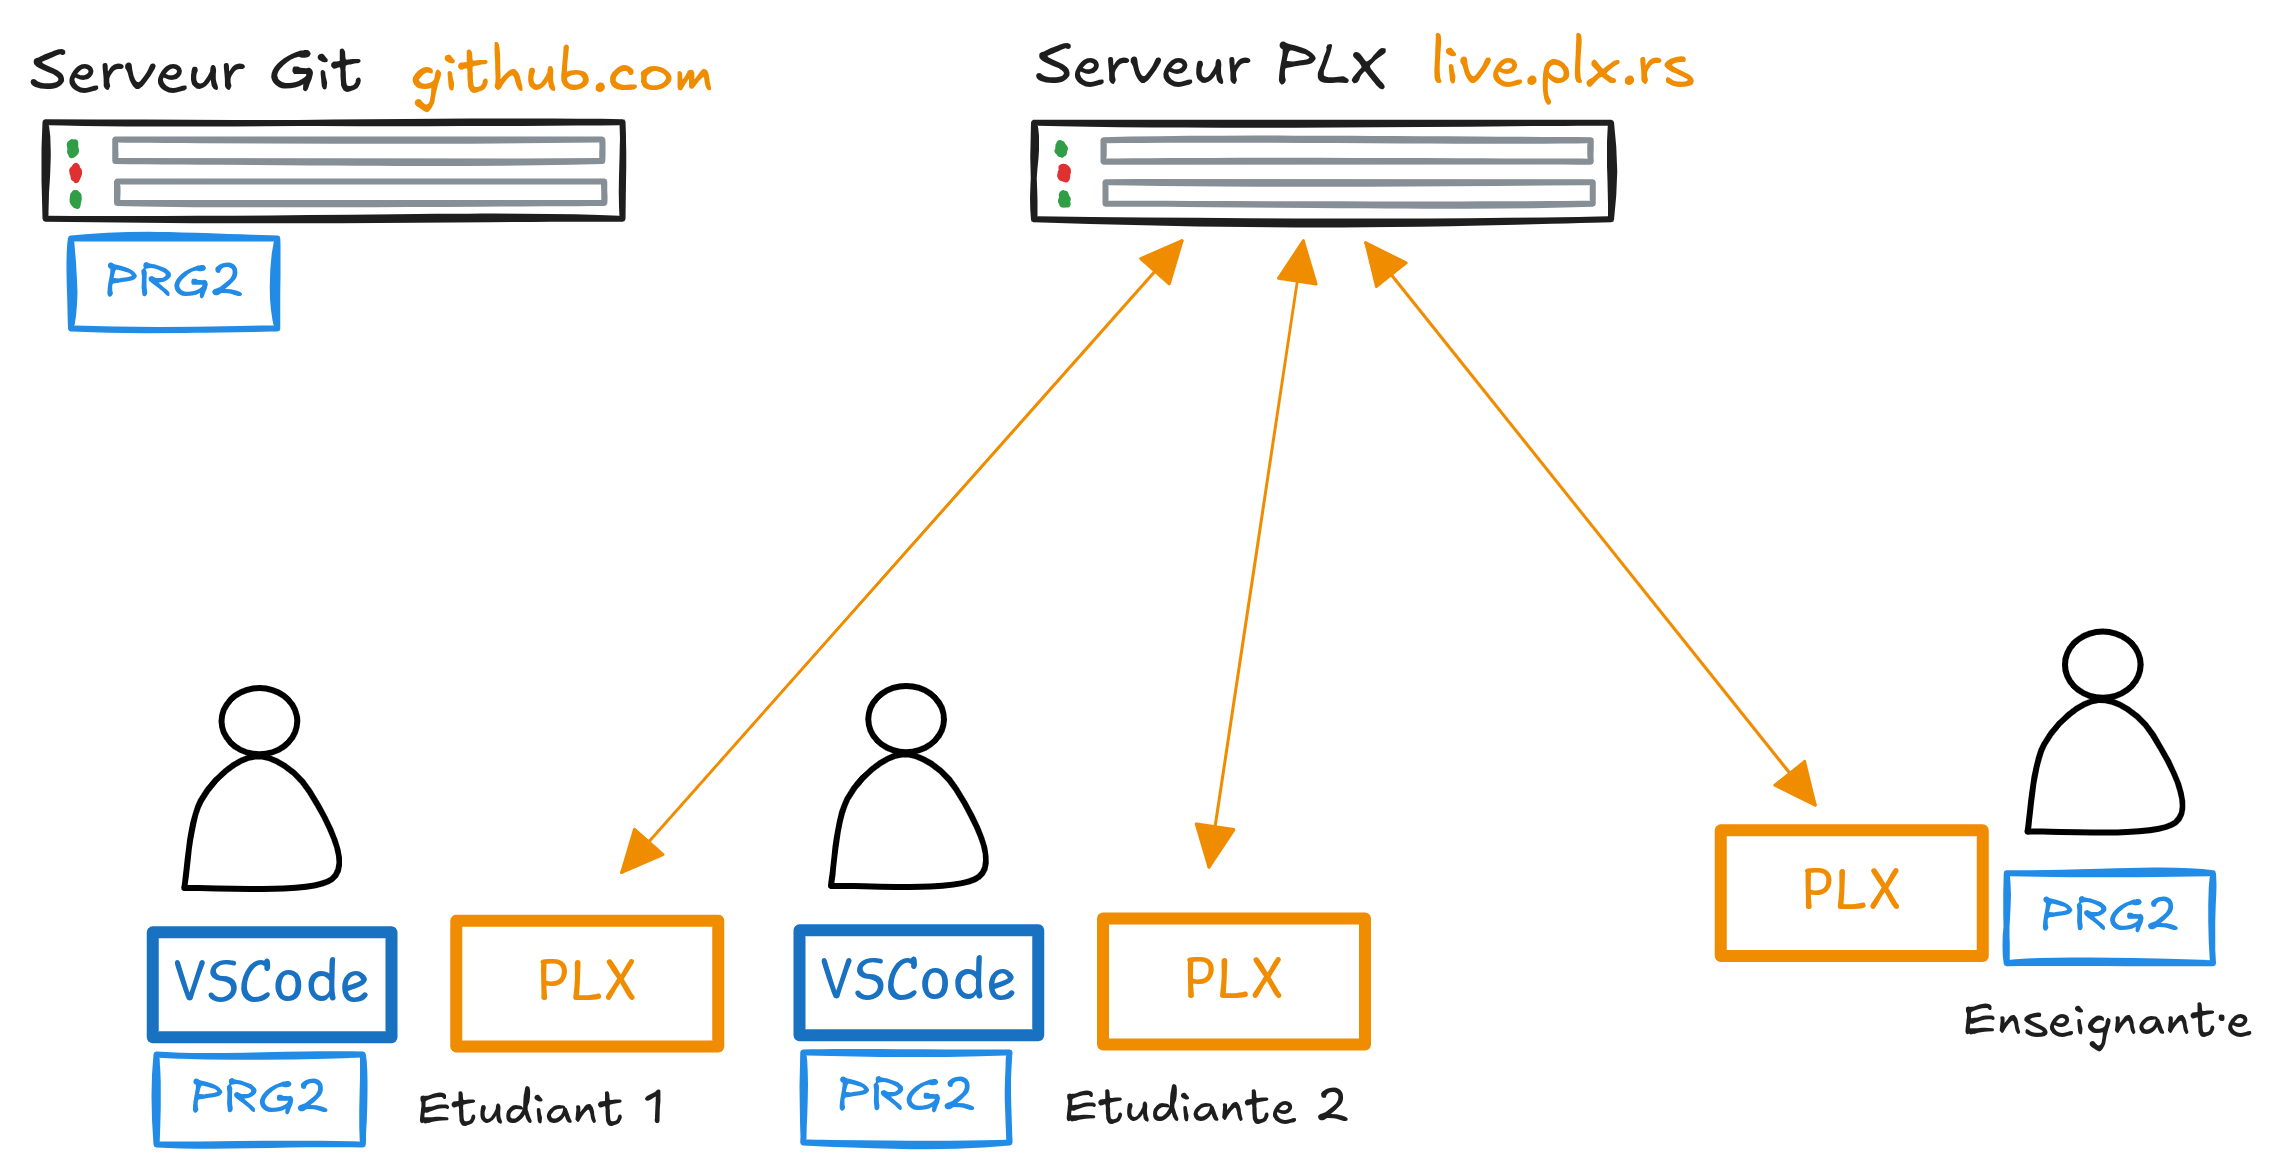 Serveur Git github.com
Serveur PLX live.plx.rs
PRG2
VSCode
PLX
PRG2
Etudiant 1
VSCode
PLX
PRG2
Etudiante 2
PLX
PRG2
Enseignant·e